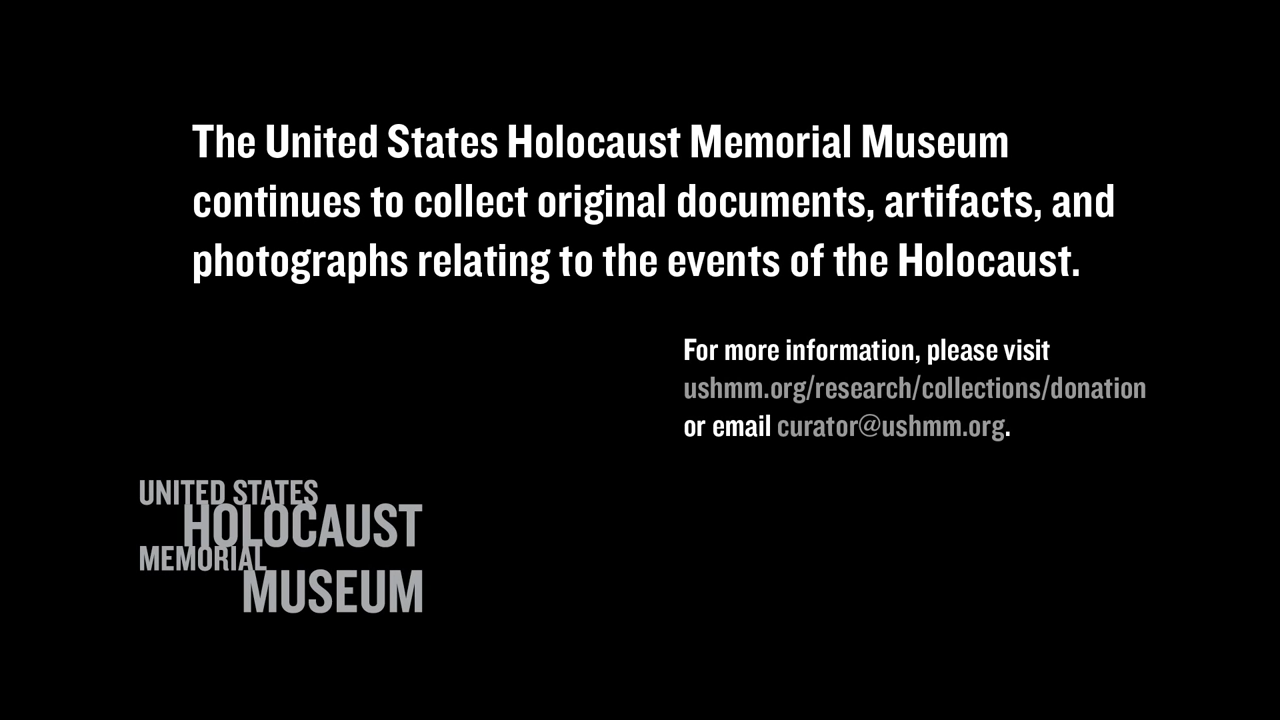 The United States Holocaust Memorial Museum
continues to collect original documents, artifacts, and
photographs relating to the events of the Holocaust.
For more information, please visit
ushmm.org/research/collections/donation
or email curator@ushmm.org.
UNITED STATES
HOLOCAUST
MEMORIAL
MUSEUM